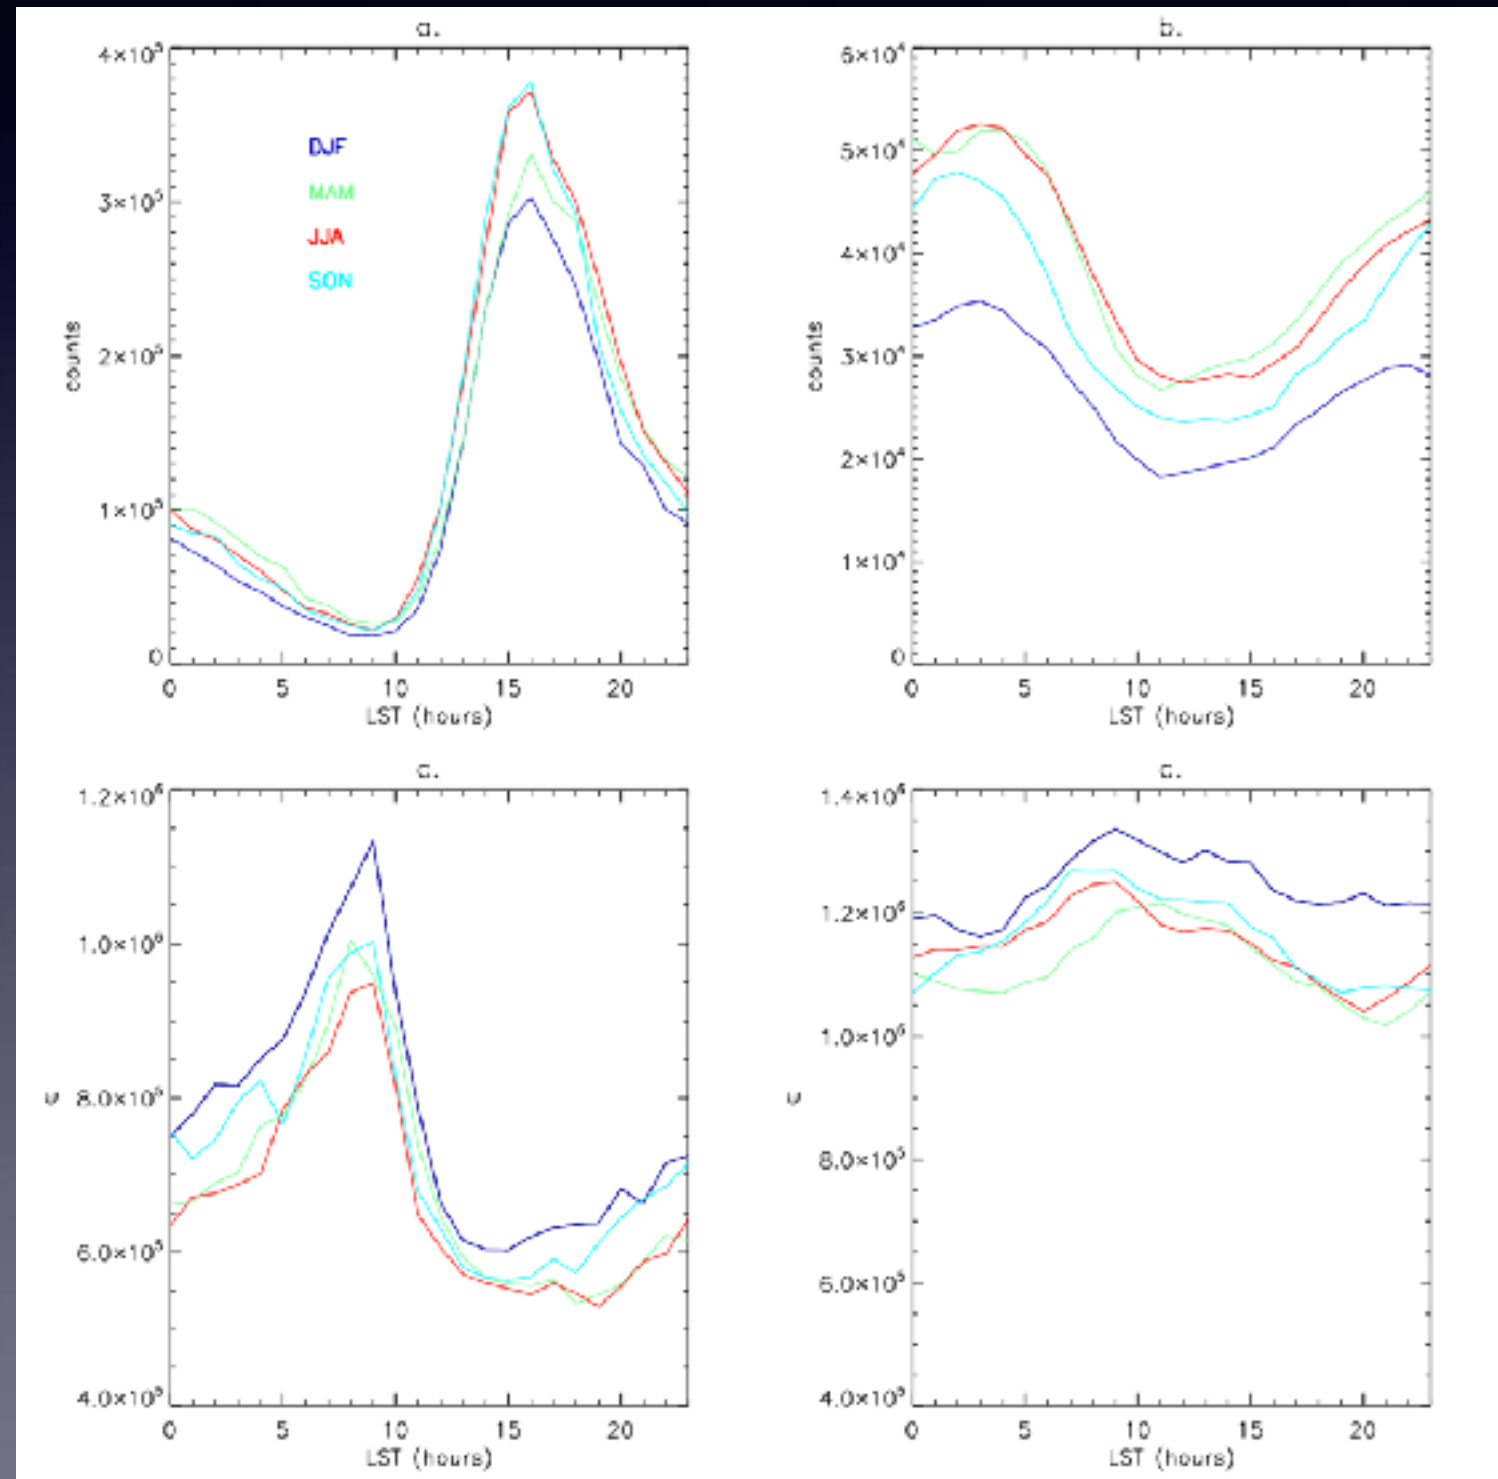 a.
4×10⁵
3×10⁵
2×10⁵
1×10⁵
0
counts
DJF
MAM
JJA
SON
0 5 10 15 20
LST (hours)
b.
6×10⁴
5×10⁴
4×10⁴
3×10⁴
2×10⁴
1×10⁴
0
counts
0 5 10 15 20
LST (hours)
c.
1.2×10⁶
1.0×10⁶
8.0×10⁵
6.0×10⁵
4.0×10⁵
0 5 10 15 20
LST (hours)
d.
1.4×10⁶
1.2×10⁶
1.0×10⁶
8.0×10⁵
6.0×10⁵
4.0×10⁵
0 5 10 15 20
LST (hours)